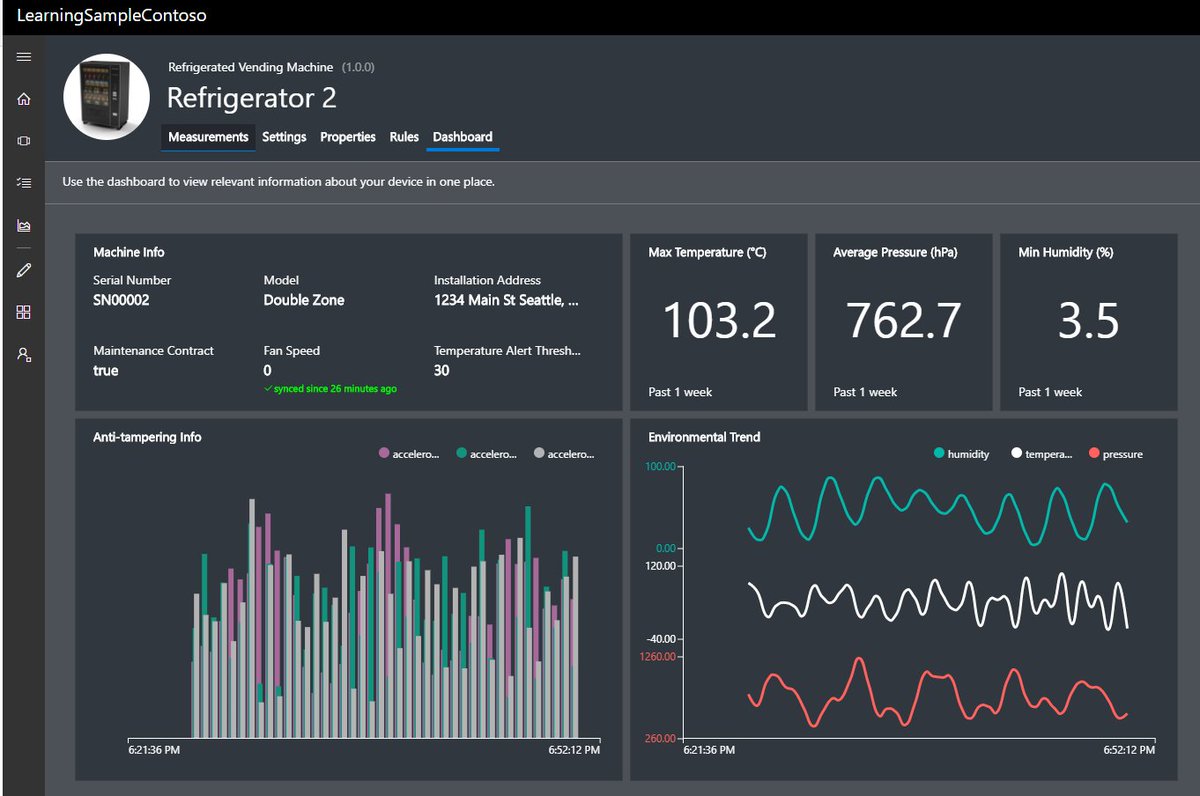 LearningSampleContoso
Refrigerated Vending Machine (1.0.0)
Refrigerator 2
Measurements Settings Properties Rules Dashboard
Use the dashboard to view relevant information about your device in one place.
Machine Info
Serial Number Model Installation Address
SN00002 Double Zone 1234 Main St Seattle, ...
Maintenance Contract Fan Speed Temperature Alert Thresh...
true 0 30
synced since 26 minutes ago
Max Temperature (°C)
103.2
Past 1 week
Average Pressure (hPa)
762.7
Past 1 week
Min Humidity (%)
3.5
Past 1 week
Anti-tampering Info
accelero... accelero... accelero...
6:21:36 PM 6:52:12 PM
Environmental Trend
humidity tempera... pressure
100.00
0.00
120.00
-40.00
1260.00
260.00
6:21:36 PM 6:52:12 PM